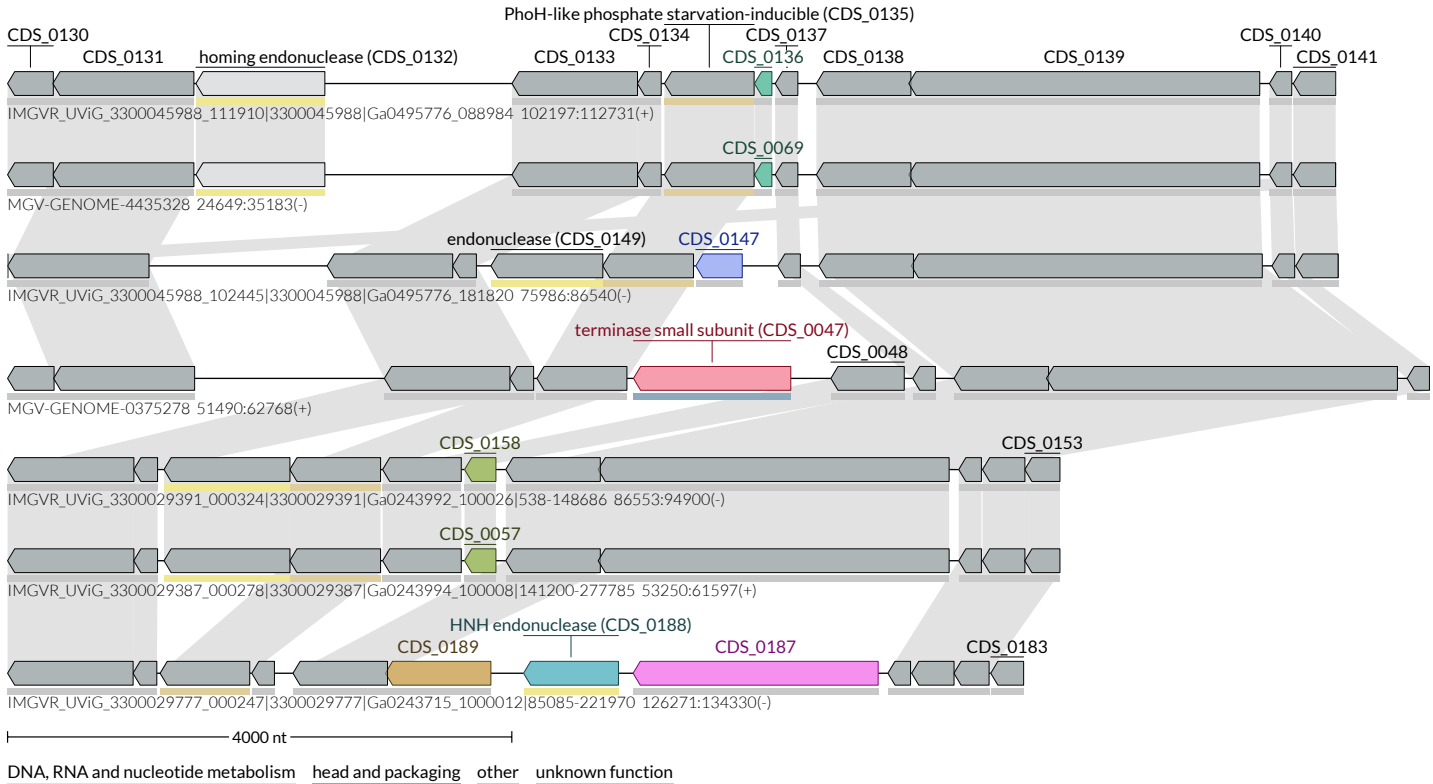 PhoH-like phosphate starvation-inducible (CDS_0135)
CDS_0130 CDS_0134 CDS_0137 CDS_0140
CDS_0131 homing endonuclease (CDS_0132) CDS_0133 CDS_0136 CDS_0138 CDS_0139 CDS_0141
IMGVR_UViG_3300045988_111910|3300045988|Ga0495776_088984 102197:112731(+)
CDS_0069
MGV-GENOME-4435328 24649:35183(-)
endonuclease (CDS_0149) CDS_0147
IMGVR_UViG_3300045988_102445|3300045988|Ga0495776_181820 75986:86540(-)
terminase small subunit (CDS_0047)
CDS_0048
MGV-GENOME-0375278 51490:62768(+)
CDS_0158 CDS_0153
IMGVR_UViG_3300029391_000324|3300029391|Ga0243992_100026|538-148686 86553:94900(-)
CDS_0057
IMGVR_UViG_3300029387_000278|3300029387|Ga0243994_100008|141200-277785 53250:61597(+)
HNH endonuclease (CDS_0188)
CDS_0189 CDS_0187 CDS_0183
IMGVR_UViG_3300029777_000247|3300029777|Ga0243715_1000012|85085-221970 126271:134330(-)
4000 nt
DNA, RNA and nucleotide metabolism head and packaging other unknown function